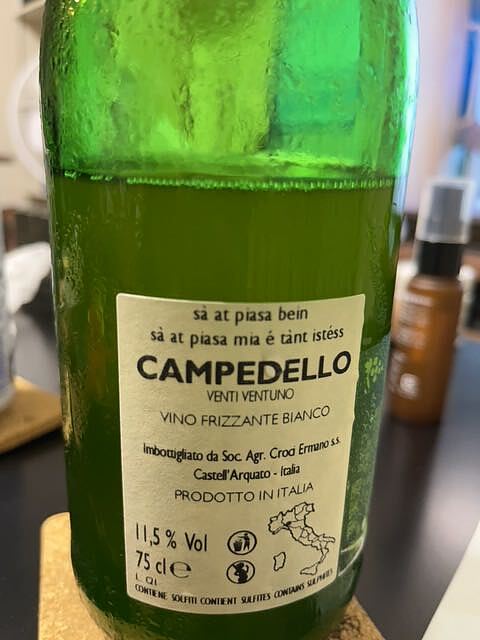 sà at piasa bein
sà at piasa mia é tànt istéss
CAMPEDELLO
VENTI VENTUNO
VINO FRIZZANTE BIANCO
Imbottigliato da Soc. Agr. Croci Ermano s.s.
Castell'Arquato - Italia
PRODOTTO IN ITALIA
11,5% Vol
75 cl e
L. Q1
CONTIENE SOLFITI CONTIENT SULFITES CONTAINS SULPHITES